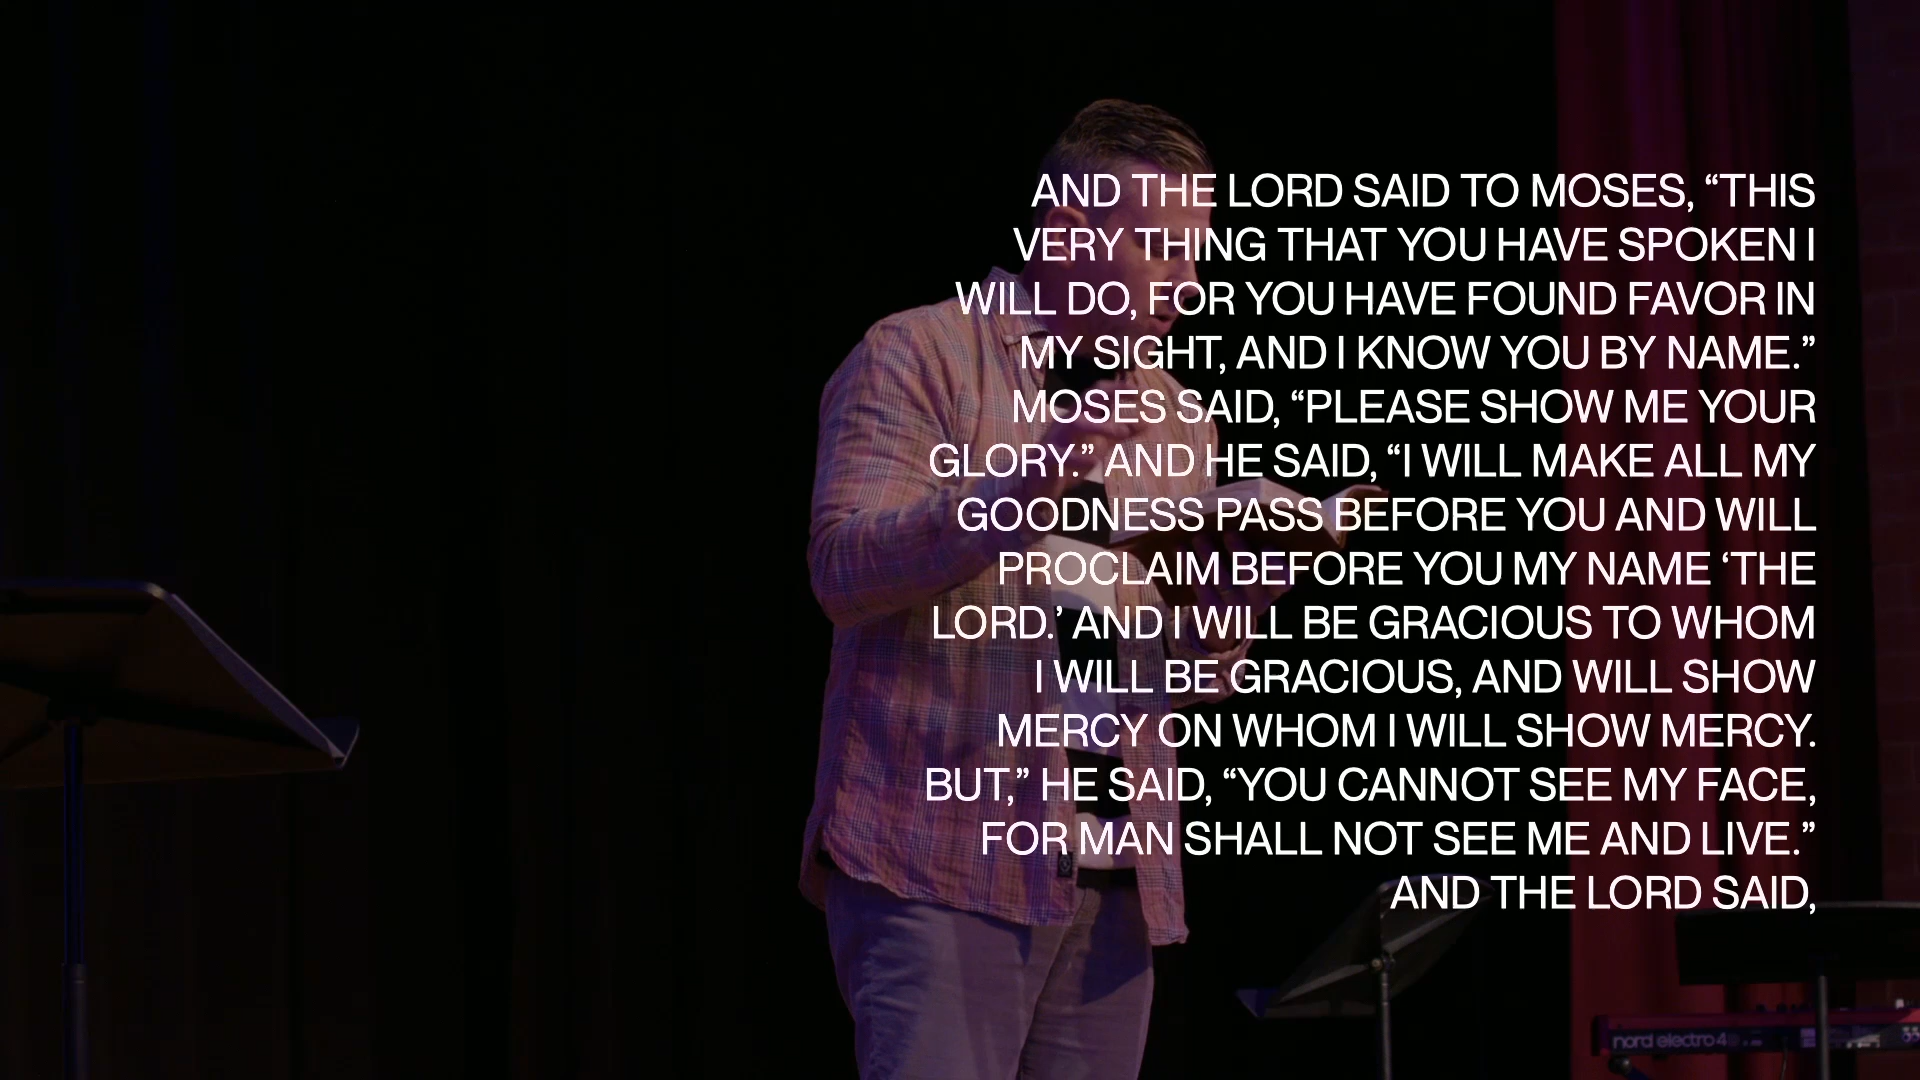 AND THE LORD SAID TO MOSES, “THIS
VERY THING THAT YOU HAVE SPOKEN I
WILL DO, FOR YOU HAVE FOUND FAVOR IN
MY SIGHT, AND I KNOW YOU BY NAME.”
MOSES SAID, “PLEASE SHOW ME YOUR
GLORY.” AND HE SAID, “I WILL MAKE ALL MY
GOODNESS PASS BEFORE YOU AND WILL
PROCLAIM BEFORE YOU MY NAME ‘THE
LORD.’ AND I WILL BE GRACIOUS TO WHOM
I WILL BE GRACIOUS, AND WILL SHOW
MERCY ON WHOM I WILL SHOW MERCY.
BUT,” HE SAID, “YOU CANNOT SEE MY FACE,
FOR MAN SHALL NOT SEE ME AND LIVE.”
AND THE LORD SAID,
nord electro 4